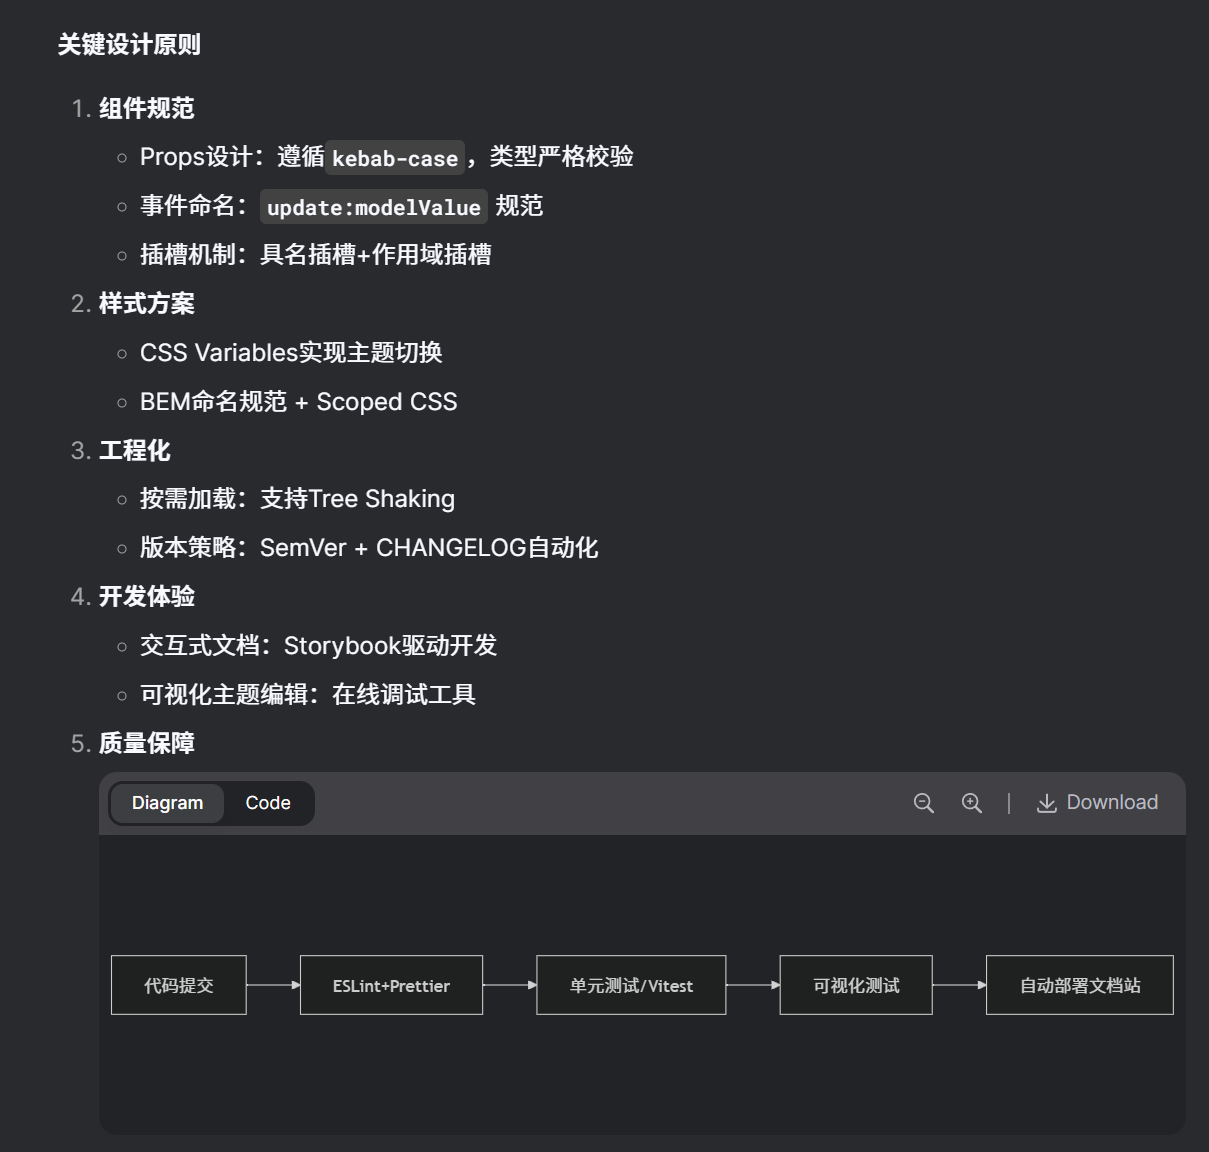 关键设计原则
1. 组件规范
Props设计：遵循 kebab-case ，类型严格校验
事件命名： update:modelValue 规范
插槽机制：具名插槽+作用域插槽
2. 样式方案
CSS Variables实现主题切换
BEM命名规范 + Scoped CSS
3. 工程化
按需加载：支持Tree Shaking
版本策略：SemVer + CHANGELOG自动化
4. 开发体验
交互式文档：Storybook驱动开发
可视化主题编辑：在线调试工具
5. 质量保障
Diagram Code Download
代码提交 ESLint+Prettier 单元测试/Vitest 可视化测试 自动部署文档站